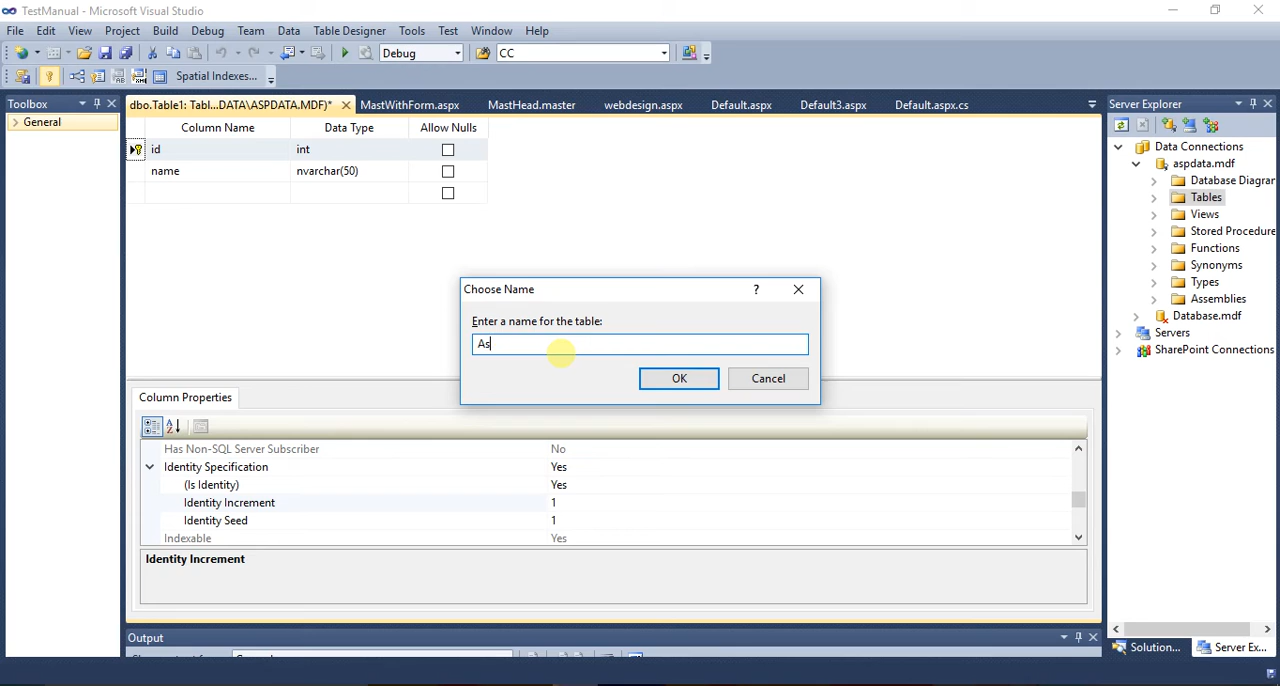 TestManual - Microsoft Visual Studio
File Edit View Project Build Debug Team Data Table Designer Tools Test Window Help
Debug CC
Spatial Indexes...
Toolbox
dbo.Table1: Tabl...DATA\ASPDATA.MDF)* MastWithForm.aspx MastHead.master webdesign.aspx Default.aspx Default3.aspx Default.aspx.cs
Server Explorer
General
Column Name Data Type Allow Nulls
id int
name nvarchar(50)
Data Connections
aspdata.mdf
Database Diagrar
Tables
Views
Stored Procedure
Functions
Synonyms
Types
Assemblies
Database.mdf
Servers
SharePoint Connections
Choose Name
?
Enter a name for the table:
As
OK Cancel
Column Properties
Has Non-SQL Server Subscriber No
Identity Specification Yes
(Is Identity) Yes
Identity Increment 1
Identity Seed 1
Indexable Yes
Identity Increment
Output
Solution... Server Ex...